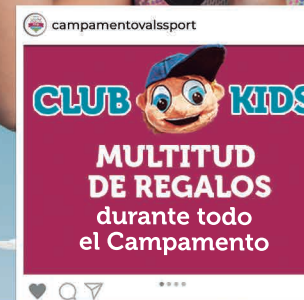 campamentovalssport
CLUB KIDS
MULTITUD
DE REGALOS
durante todo
el Campamento